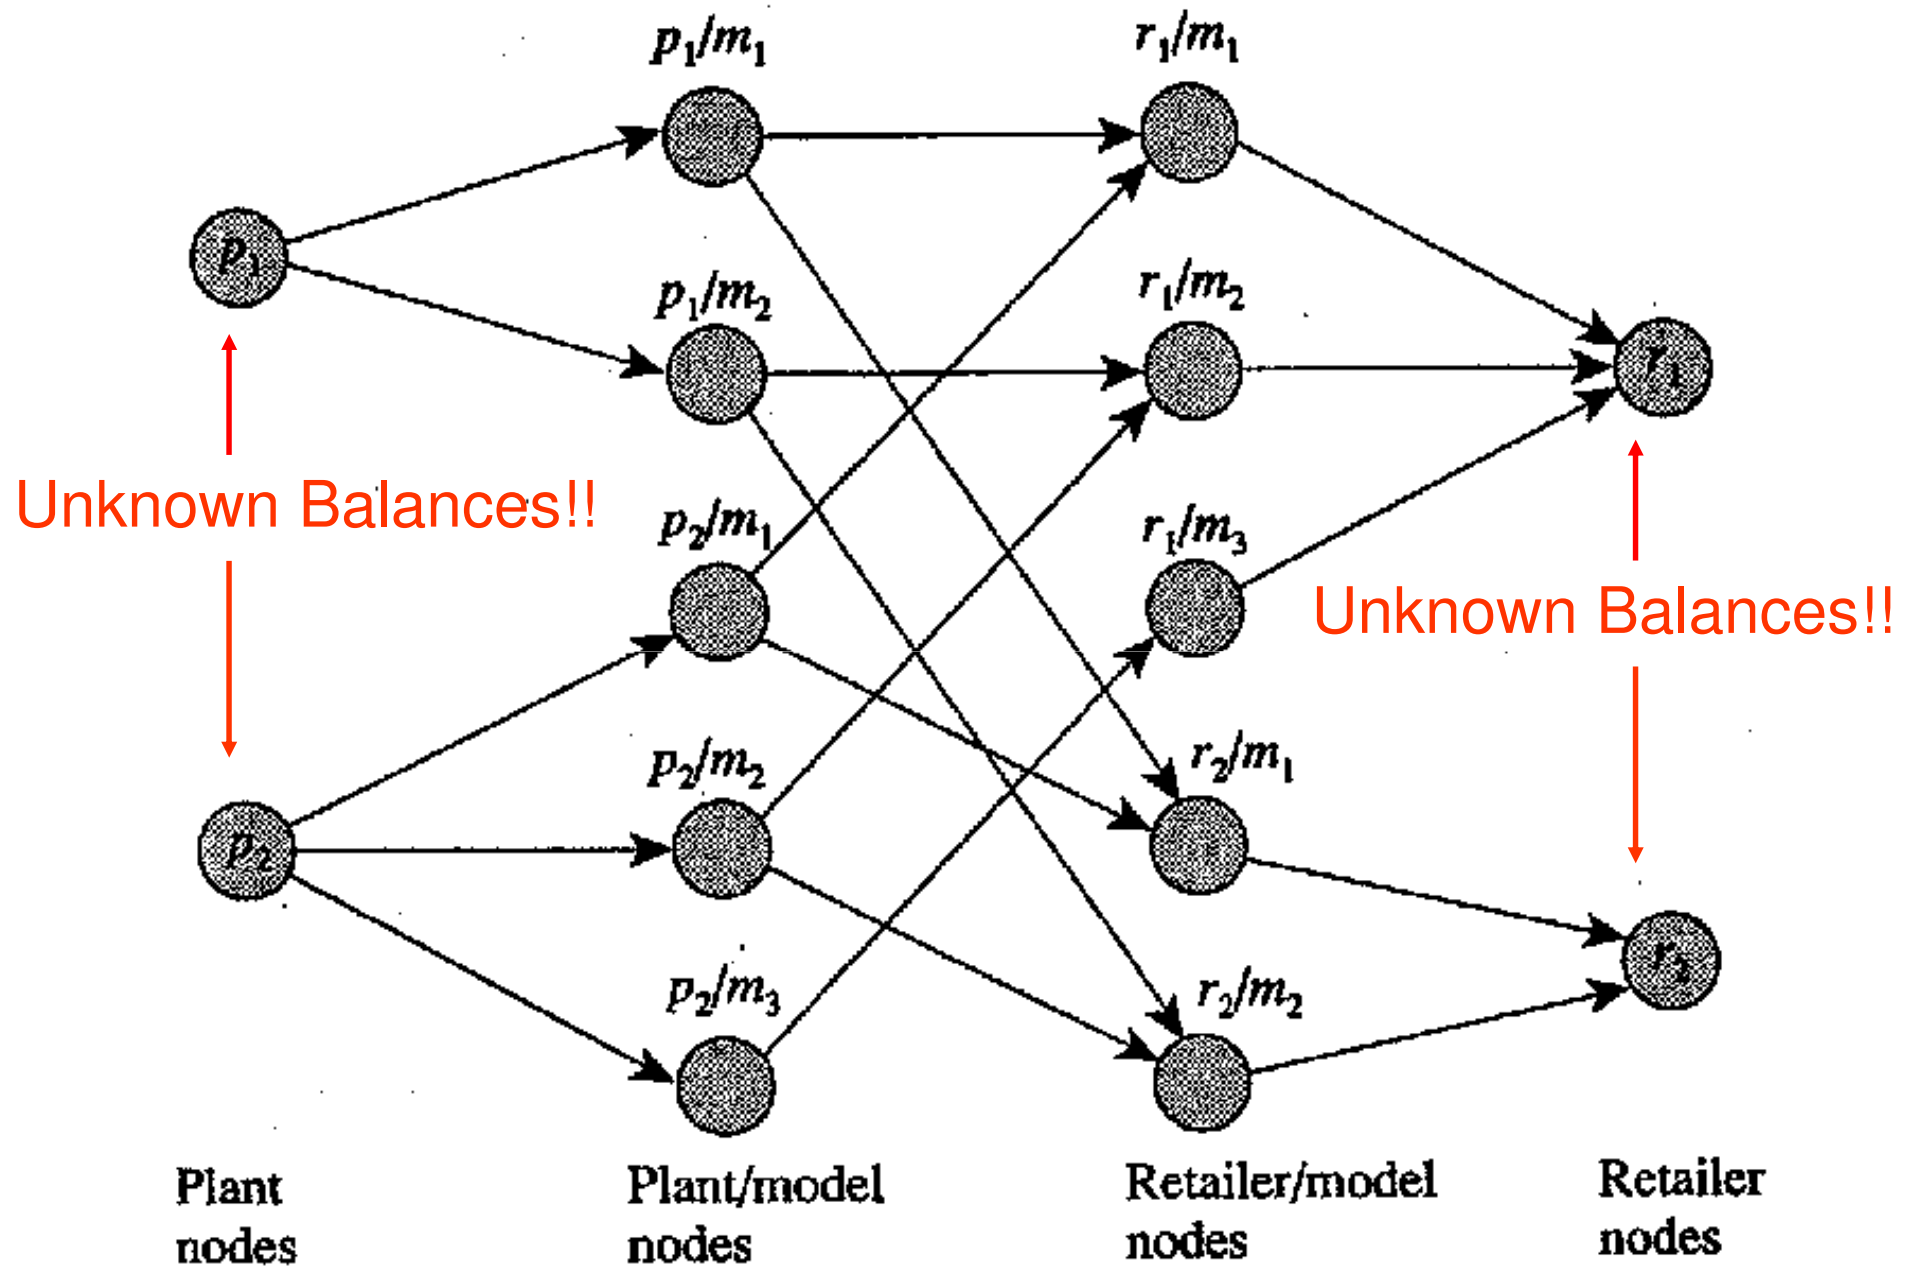 p₁/m₁
r₁/m₁
p₁
p₁/m₂
r₁/m₂
r₁
Unknown Balances!!
p₂/m₁
r₁/m₃
Unknown Balances!!
p₂/m₂
r₂/m₁
p₂
r₂
p₂/m₃
r₂/m₂
Plant
nodes
Plant/model
nodes
Retailer/model
nodes
Retailer
nodes